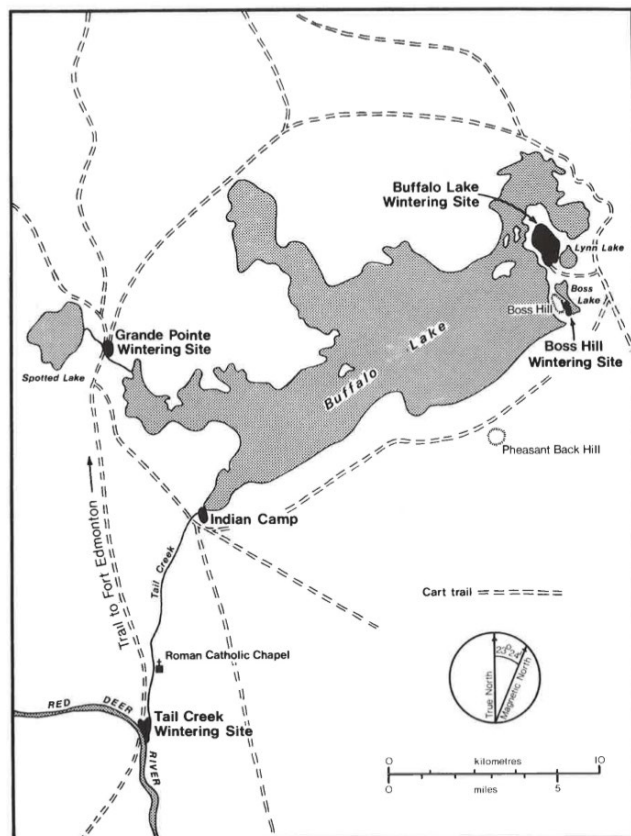 Buffalo Lake
Wintering Site
Lynn Lake
Boss
Lake
Boss Hill
Boss Hill
Wintering Site
Grande Pointe
Wintering Site
Spotted Lake
Buffalo Lake
Pheasant Back Hill
Indian Camp
Trail to Fort Edmonton
Tail Creek
Cart trail
Roman Catholic Chapel
True North
Magnetic North
RED DEER RIVER
Tail Creek
Wintering Site
0 kilometres 10
0 miles 5